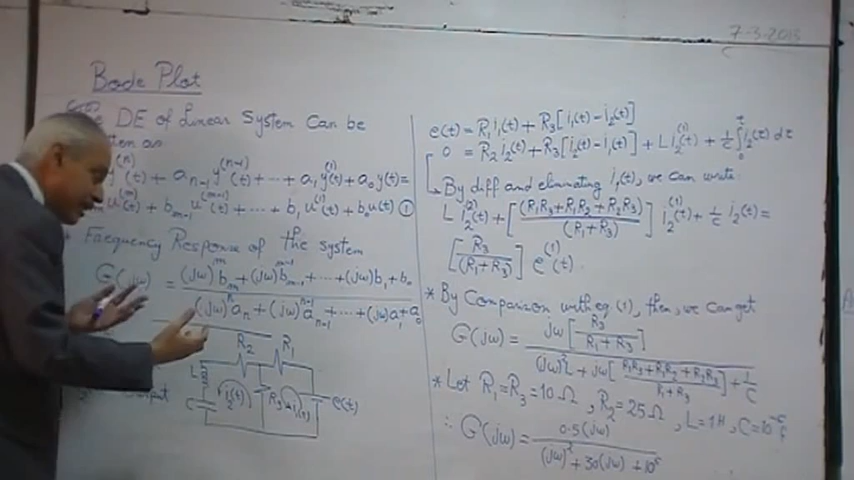 7-3-2013
Bode Plot
DE of Linear System Can be
as
y^(n)(t) + a_{n-1} y^(n-1)(t) + ... + a_1 y^(1)(t) + a_0 y(t) =
u^(m)(t) + b_{m-1} u^(m-1)(t) + ... + b_1 u^(1)(t) + b_0 u(t) ①
Frequency Response of the system
G(jω) = (jω)^m b_m + (jω)^{m-1} b_{m-1} + ... + (jω) b_1 + b_0
(jω)^n a_n + (jω)^{n-1} a_{n-1} + ... + (jω) a_1 + a_0
R_2 R_1
L
C i_2(t) R_3 i_1(t) e(t)
e(t) = R_1 i_1(t) + R_3 [i_1(t) - i_2(t)]
0 = R_2 i_2(t) + R_3 [i_2(t) - i_1(t)] + L i_2^(1)(t) + 1/C ∫_0^t i_2(τ) dτ
By diff and eliminating i_1(t), we can write
L i_2^(2)(t) + [(R_1R_3 + R_1R_2 + R_2R_3) / (R_1 + R_3)] i_2^(1)(t) + 1/C i_2(t) =
[R_3 / (R_1 + R_3)] e^(1)(t)
* By Comparison with eq. (1), then, we can get
G(jω) = jω [R_3 / (R_1 + R_3)]
(jω)^2 L + jω [R_1R_3 + R_1R_2 + R_2R_3 / R_1 + R_3] + 1/C
* Let R_1 = R_3 = 10 Ω, R_2 = 25 Ω, L = 1H, C = 10^-6 F
∴ G(jω) = 0.5(jω)
(jω)^2 + 30(jω) + 10^6